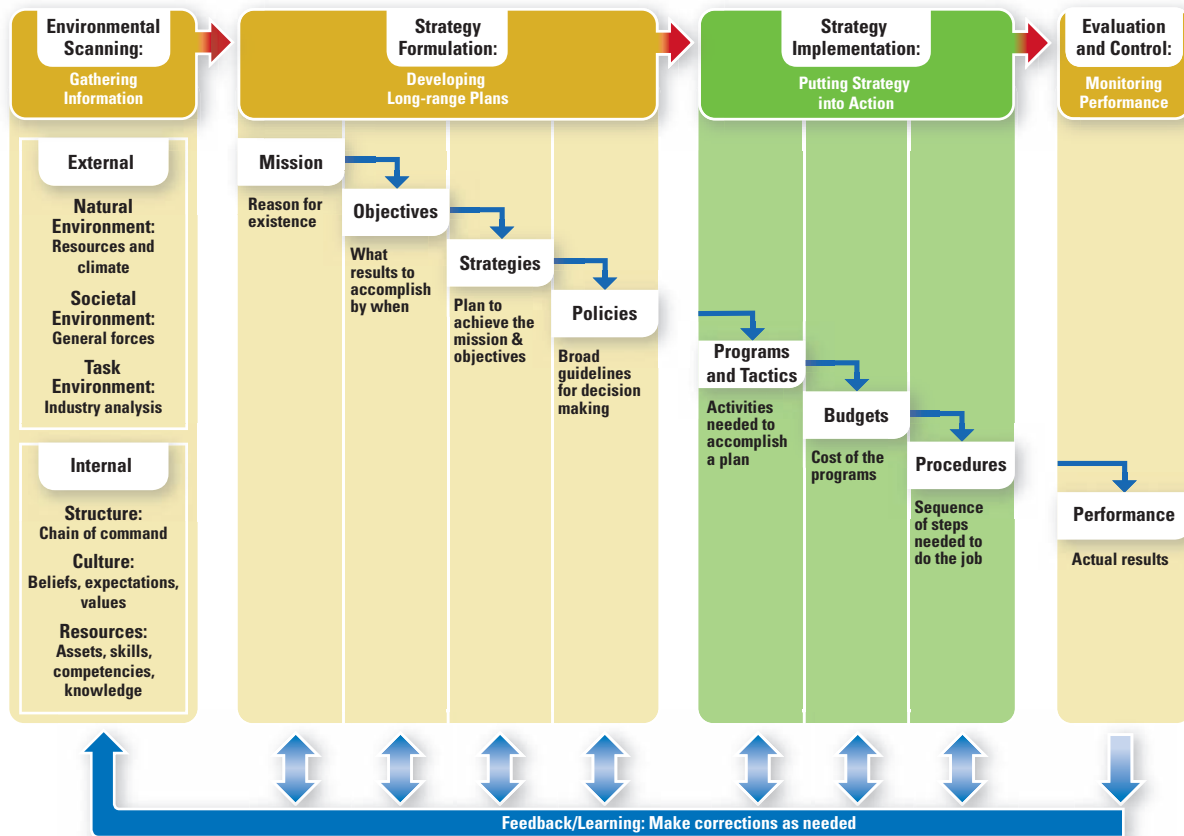 Environmental
Scanning:
Gathering
Information
Strategy
Formulation:
Developing
Long-range Plans
Strategy
Implementation:
Putting Strategy
into Action
Evaluation
and Control:
Monitoring
Performance
External
Natural
Environment:
Resources and
climate
Societal
Environment:
General forces
Task
Environment:
Industry analysis
Internal
Structure:
Chain of command
Culture:
Beliefs, expectations,
values
Resources:
Assets, skills,
competencies,
knowledge
Mission
Reason for
existence
Objectives
What
results to
accomplish
by when
Strategies
Plan to
achieve the
mission &
objectives
Policies
Broad
guidelines
for decision
making
Programs
and Tactics
Activities
needed to
accomplish
a plan
Budgets
Cost of the
programs
Procedures
Sequence
of steps
needed to
do the job
Performance
Actual results
Feedback/Learning: Make corrections as needed